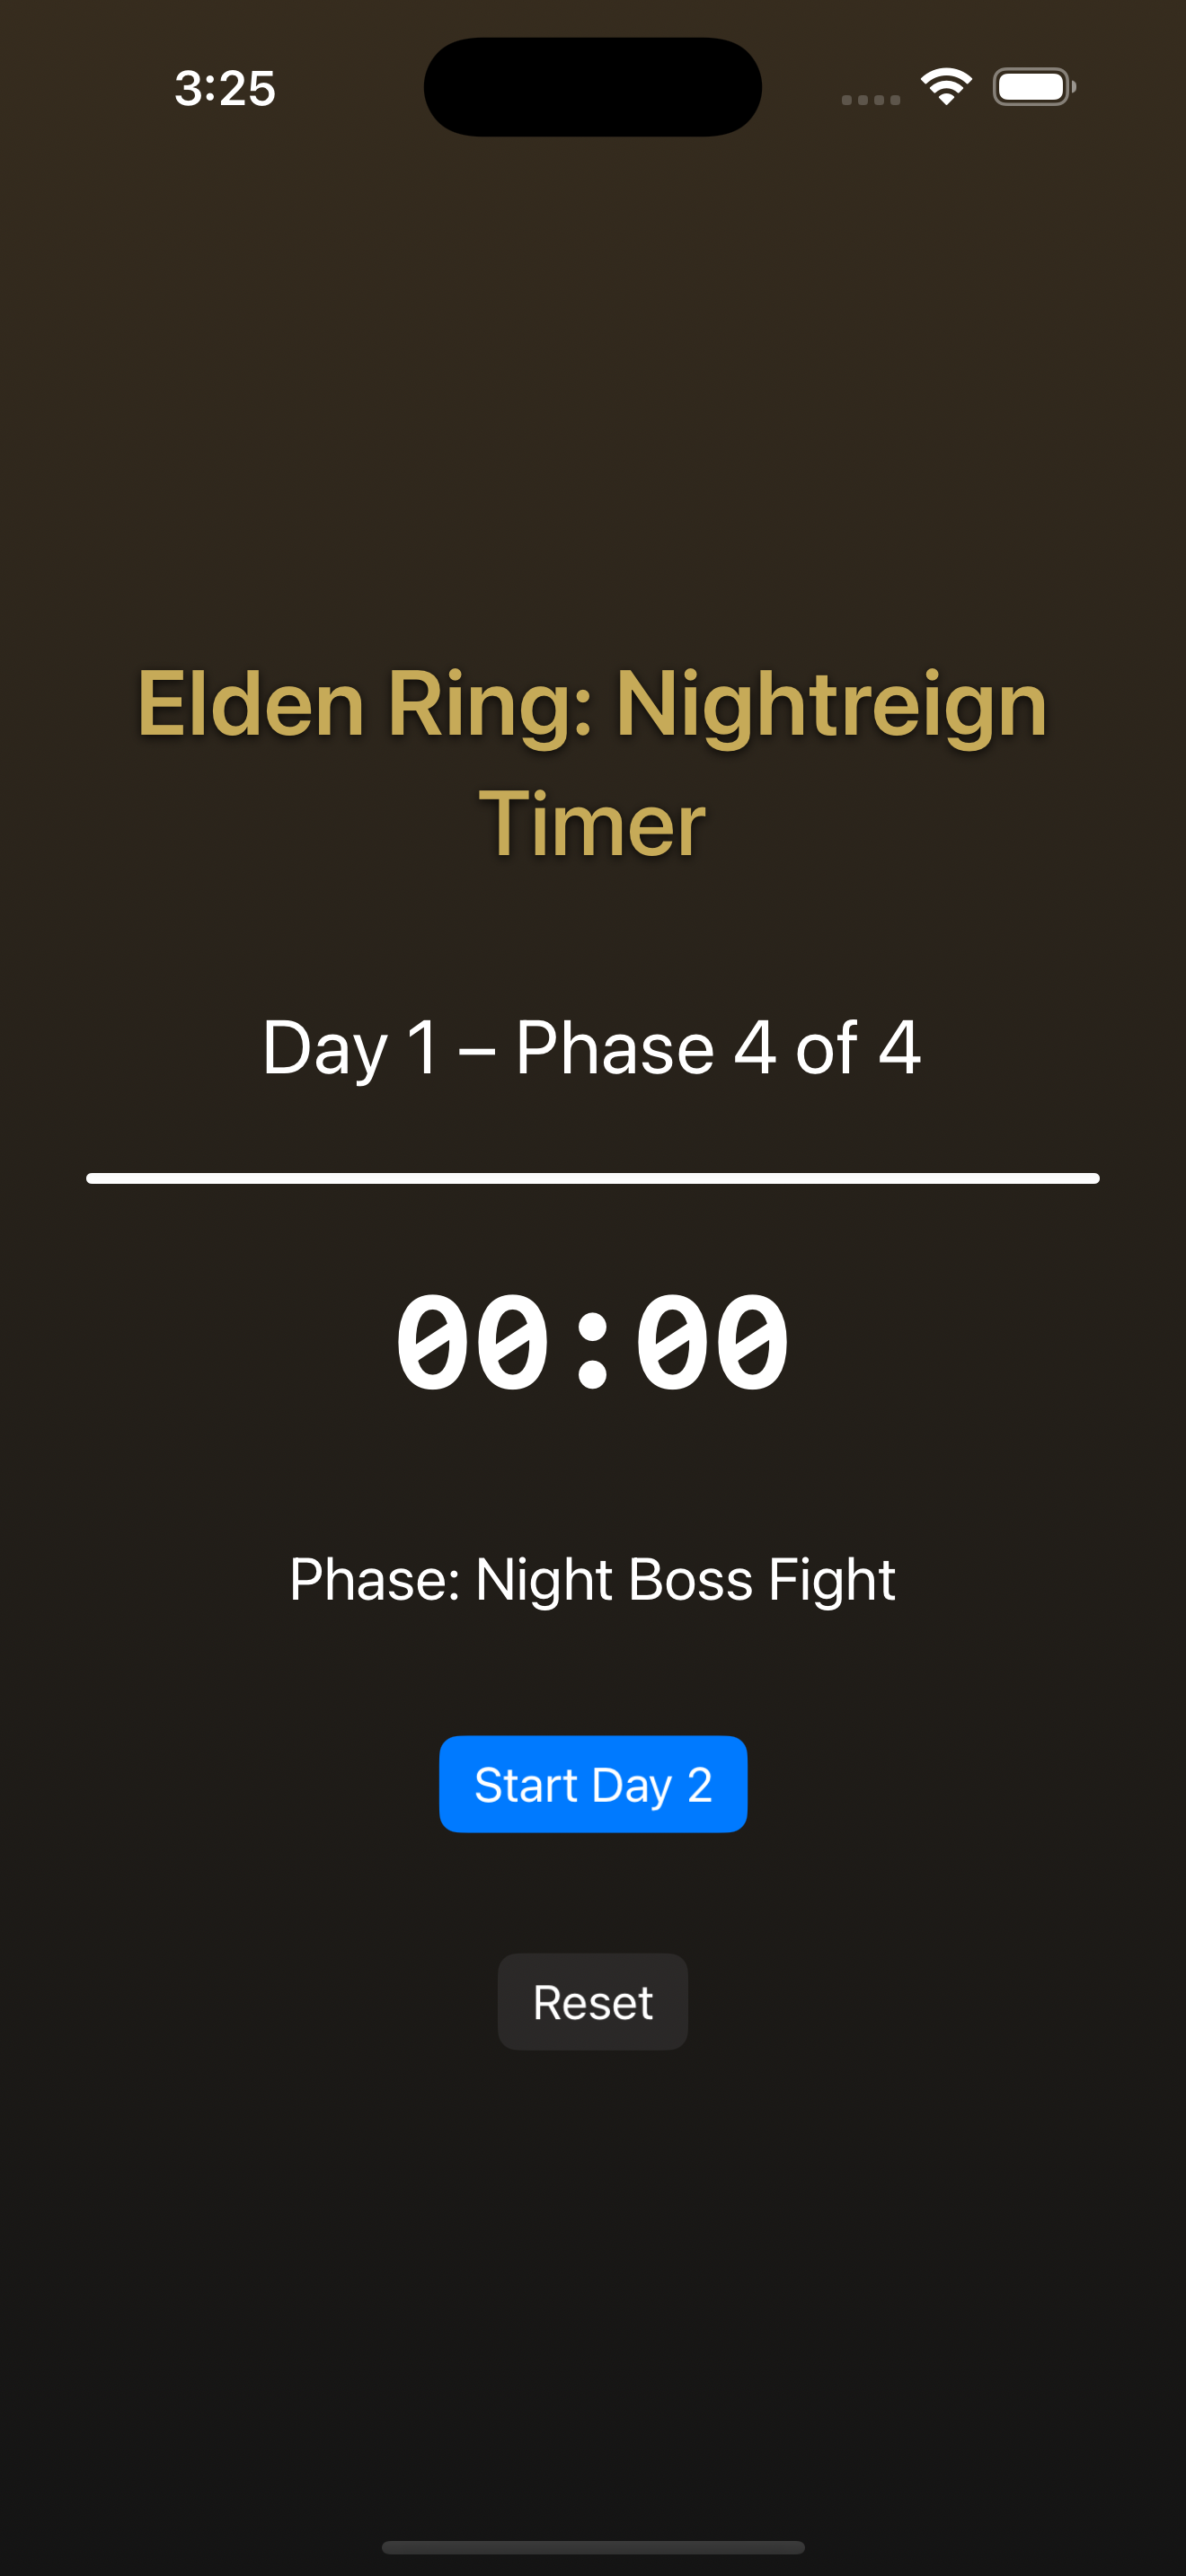 3:25
Elden Ring: Nightreign
Timer
Day 1 – Phase 4 of 4
00:00
Phase: Night Boss Fight
Start Day 2
Reset